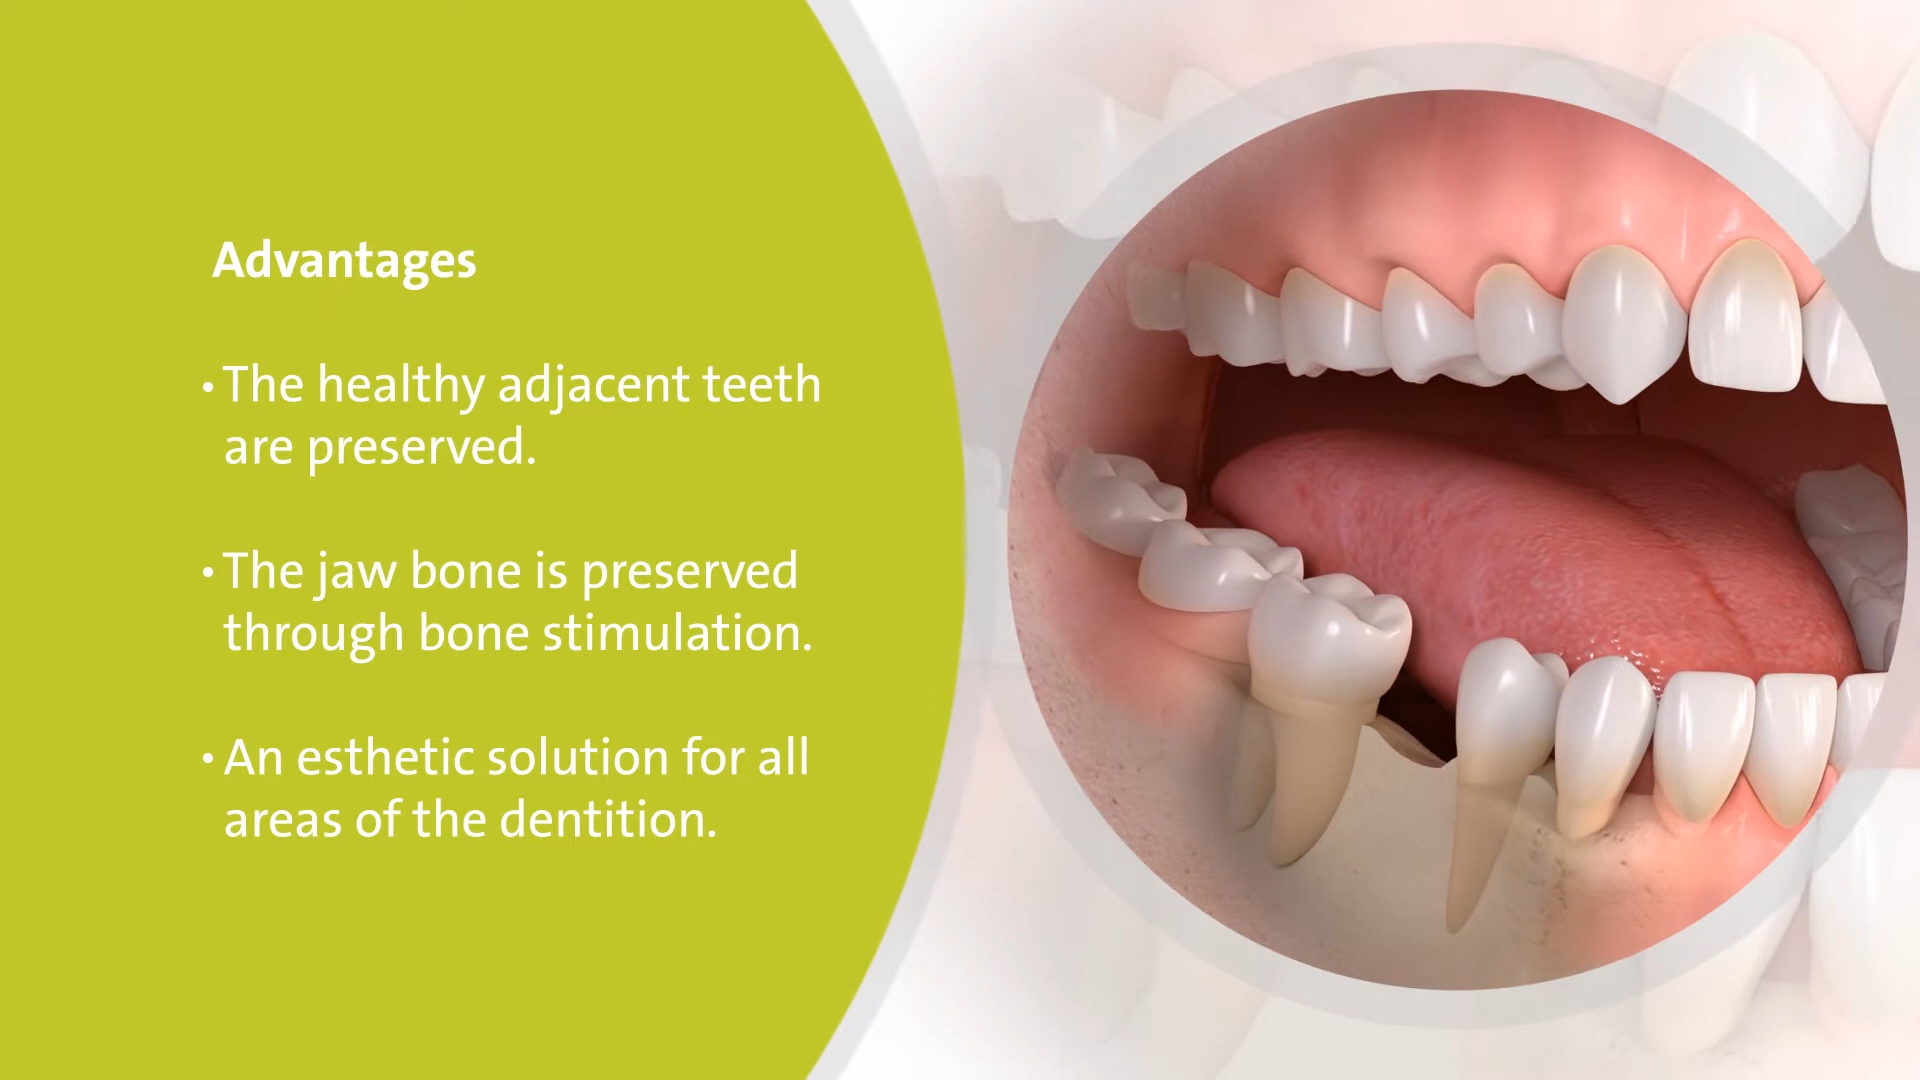 Advantages
• The healthy adjacent teeth
are preserved.
• The jaw bone is preserved
through bone stimulation.
• An esthetic solution for all
areas of the dentition.